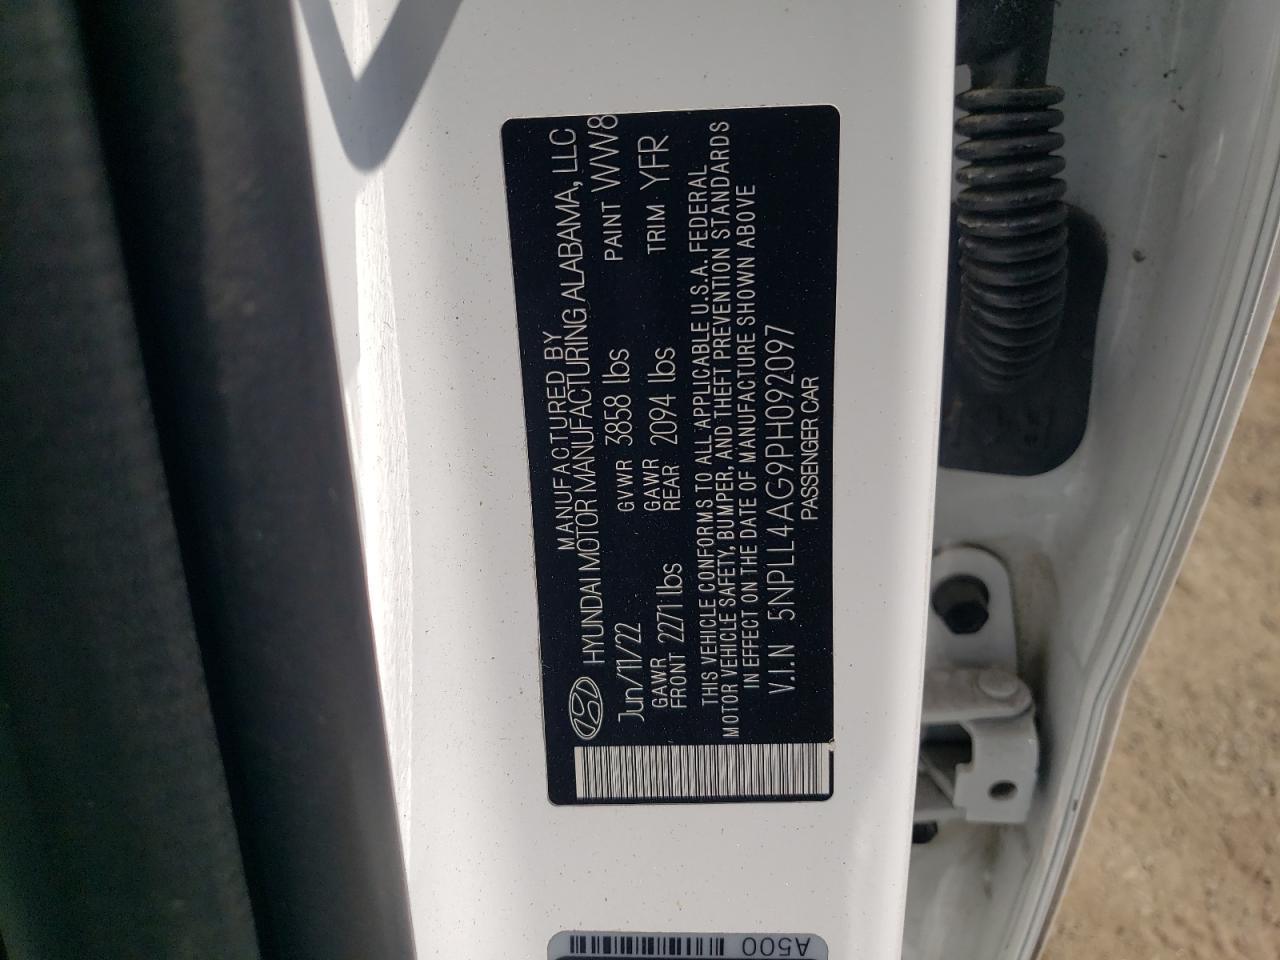 MANUFACTURED BY
HYUNDAI MOTOR MANUFACTURING ALABAMA, LLC
Jun/11/22 GVWR 3858 lbs PAINT WW8
GAWR FRONT 2271 lbs GAWR REAR 2094 lbs TRIM YFR
THIS VEHICLE CONFORMS TO ALL APPLICABLE U.S.A. FEDERAL
MOTOR VEHICLE SAFETY, BUMPER, AND THEFT PREVENTION STANDARDS
IN EFFECT ON THE DATE OF MANUFACTURE SHOWN ABOVE
V.I.N 5NPLL4AG9PH092097
PASSENGER CAR
A500